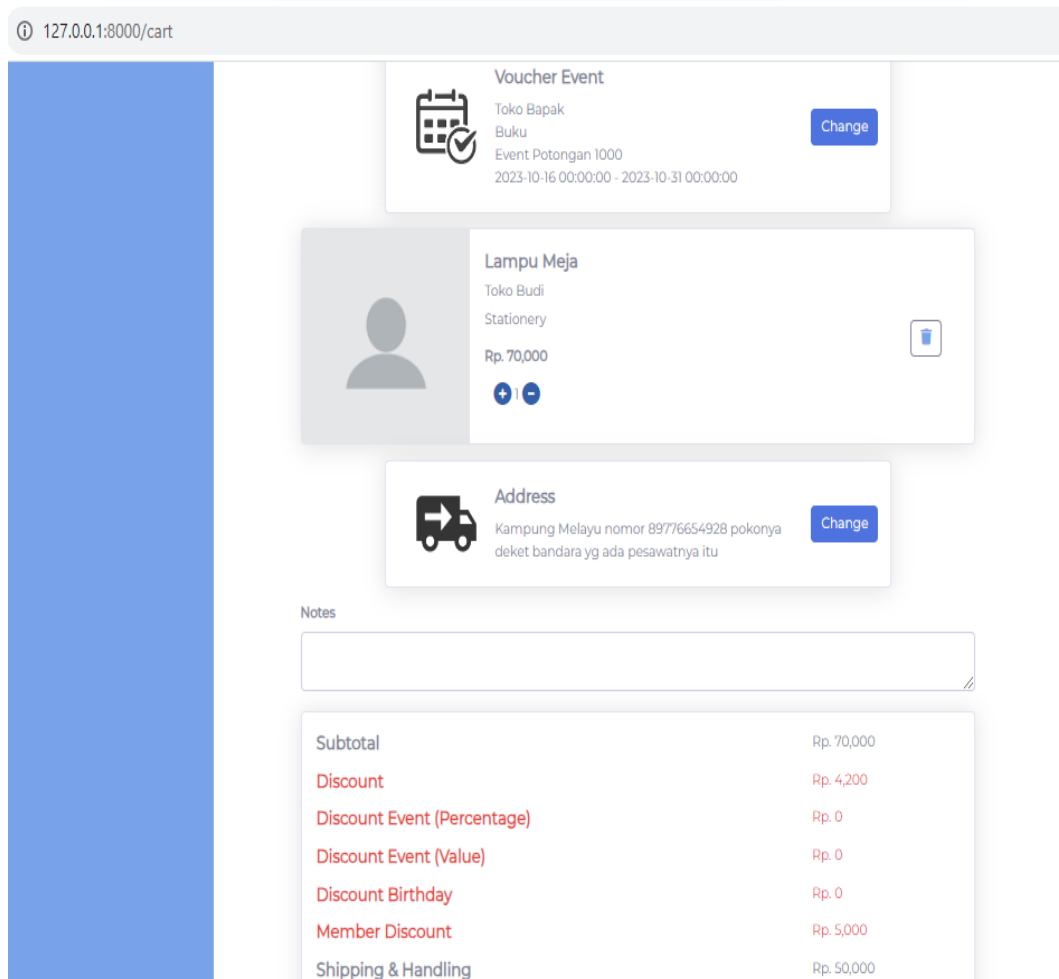 127.0.0.1:8000/cart
Voucher Event
Toko Bapak
Buku
Event Potongan 1000
2023-10-16 00:00:00 - 2023-10-31 00:00:00
Change
Lampu Meja
Toko Budi
Stationery
Rp. 70,000
+ 1 -
Address
Kampung Melayu nomor 89776654928 pokonya
deket bandara yg ada pesawatnya itu
Change
Notes
Subtotal Rp. 70,000
Discount Rp. 4,200
Discount Event (Percentage) Rp. 0
Discount Event (Value) Rp. 0
Discount Birthday Rp. 0
Member Discount Rp. 5,000
Shipping & Handling Rp. 50,000